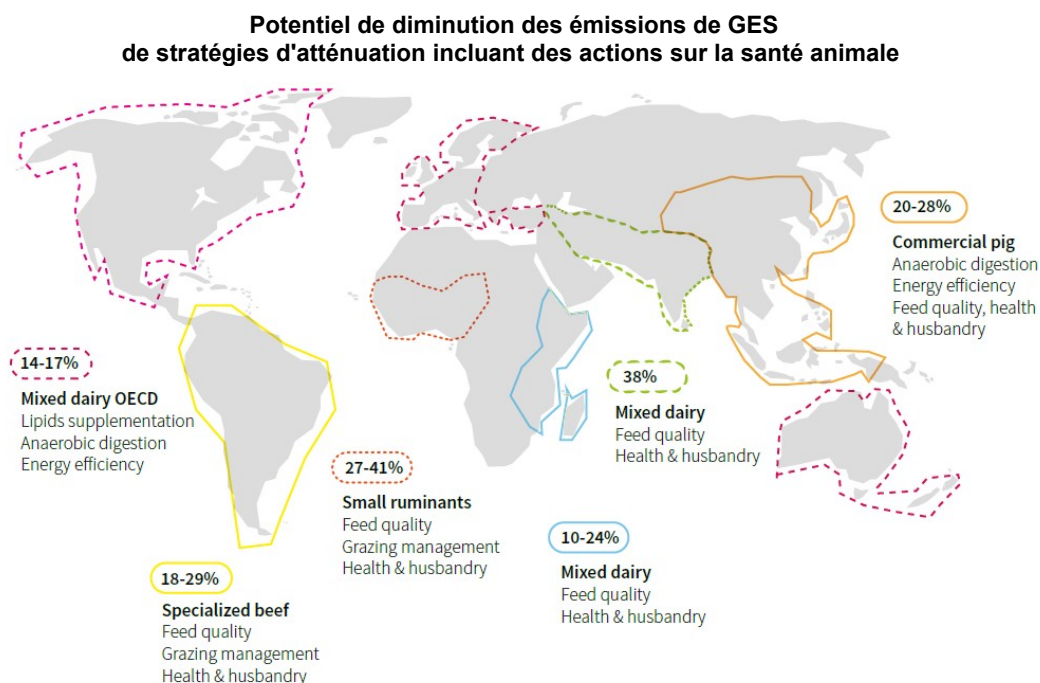 Potentiel de diminution des émissions de GES
de stratégies d'atténuation incluant des actions sur la santé animale
14-17%
Mixed dairy OECD
Lipids supplementation
Anaerobic digestion
Energy efficiency
18-29%
Specialized beef
Feed quality
Grazing management
Health & husbandry
27-41%
Small ruminants
Feed quality
Grazing management
Health & husbandry
10-24%
Mixed dairy
Feed quality
Health & husbandry
38%
Mixed dairy
Feed quality
Health & husbandry
20-28%
Commercial pig
Anaerobic digestion
Energy efficiency
Feed quality, health
& husbandry